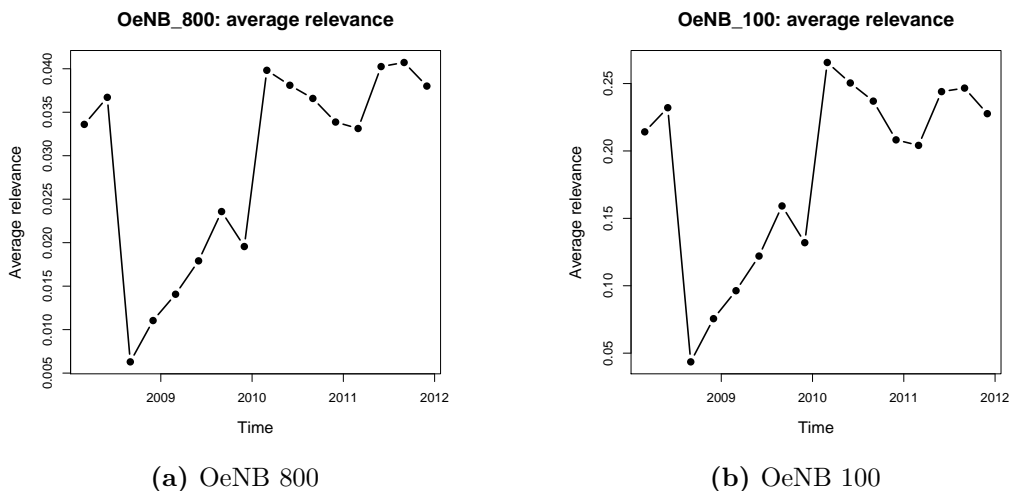 OeNB_800: average relevance
Average relevance
0.040
0.035
0.030
0.025
0.020
0.015
0.010
0.005
2009 2010 2011 2012
Time
(a) OeNB 800
OeNB_100: average relevance
Average relevance
0.25
0.20
0.15
0.10
0.05
2009 2010 2011 2012
Time
(b) OeNB 100